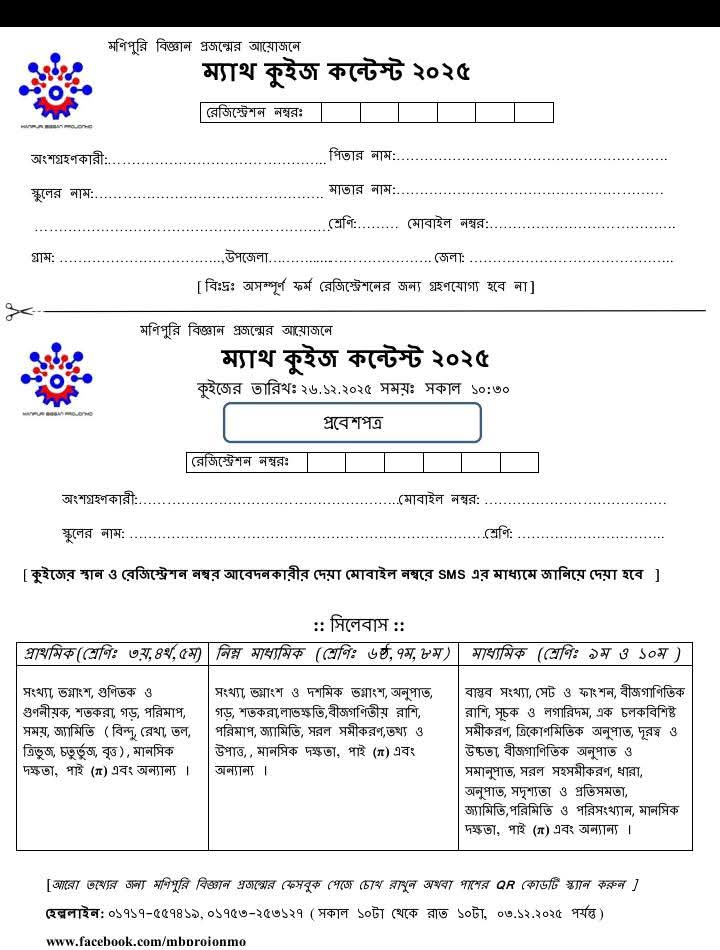 মণিপুরি বিজ্ঞান প্রজন্মের আয়োজনে
ম্যাথ কুইজ কন্টেস্ট ২০২৫
MANIPURI BIGGAN PROJONMO
রেজিস্ট্রেশন নম্বরঃ
অংশগ্রহণকারী:............................................... পিতার নাম:..........................................................
স্কুলের নাম:................................................. মাতার নাম:.........................................................
...............................................................শ্রেণি:......... মোবাইল নম্বর:........................................
গ্রাম: ...................................,উপজেলা................................... জেলা: ............................................
[ বিঃদ্রঃ অসম্পূর্ণ ফর্ম রেজিস্ট্রেশনের জন্য গ্রহণযোগ্য হবে না ]
মণিপুরি বিজ্ঞান প্রজন্মের আয়োজনে
ম্যাথ কুইজ কন্টেস্ট ২০২৫
MANIPURI BIGGAN PROJONMO
কুইজের তারিখঃ ২৬.১২.২০২৫ সময়ঃ সকাল ১০:৩০
প্রবেশপত্র
রেজিস্ট্রেশন নম্বরঃ
অংশগ্রহণকারী:........................................................মোবাইল নম্বর: .......................................
স্কুলের নাম: ............................................................................শ্রেণি: ................................
[ কুইজের স্থান ও রেজিস্ট্রেশন নম্বর আবেদনকারীর দেয়া মোবাইল নম্বরে SMS এর মাধ্যমে জানিয়ে দেয়া হবে ]
:: সিলেবাস ::
প্রাথমিক(শ্রেণিঃ ৩য়,৪র্থ,৫ম)
সংখ্যা, ভগ্নাংশ, গুণিতক ও
গুণনীয়ক, শতকরা, গড়, পরিমাপ,
সময়, জ্যামিতি ( বিন্দু, রেখা, তল,
ত্রিভুজ, চতুর্ভুজ, বৃত্ত), মানসিক
দক্ষতা, পাই (π) এবং অন্যান্য ।
নিম্ন মাধ্যমিক (শ্রেণিঃ ৬ষ্ঠ,৭ম,৮ম)
সংখ্যা, ভগ্নাংশ ও দশমিক ভগ্নাংশ, অনুপাত,
গড়, শতকরা,লাভক্ষতি,বীজগণিতীয় রাশি,
পরিমাপ, জ্যামিতি, সরল সমীকরণ,তথ্য ও
উপাত্ত, , মানসিক দক্ষতা, পাই (π) এবং
অন্যান্য ।
মাধ্যমিক (শ্রেণিঃ ৯ম ও ১০ম )
বাস্তব সংখ্যা, সেট ও ফাংশন, বীজগাণিতিক
রাশি, সূচক ও লগারিদম, এক চলকবিশিষ্ট
সমীকরণ, ত্রিকোণমিতিক অনুপাত, দূরত্ব ও
উচ্চতা, বীজগাণিতিক অনুপাত ও
সমানুপাত, সরল সহসমীকরণ, ধারা,
অনুপাত, সদৃশ্যতা ও প্রতিসমতা,
জ্যামিতি,পরিমিতি ও পরিসংখ্যান, মানসিক
দক্ষতা, পাই (π) এবং অন্যান্য ।
[আরো তথ্যের জন্য মণিপুরি বিজ্ঞান প্রজন্মের ফেসবুক পেজে চোখ রাখুন অথবা পাশের QR কোডটি স্ক্যান করুন ]
হেল্পলাইন: ০১৭১৭-৫৫৭৪১৯, ০১৭৫৩-২৫৩১২৭ ( সকাল ১০টা থেকে রাত ১০টা, ০৩.১২.২০২৫ পর্যন্ত )
www.facebook.com/mbprojonmo